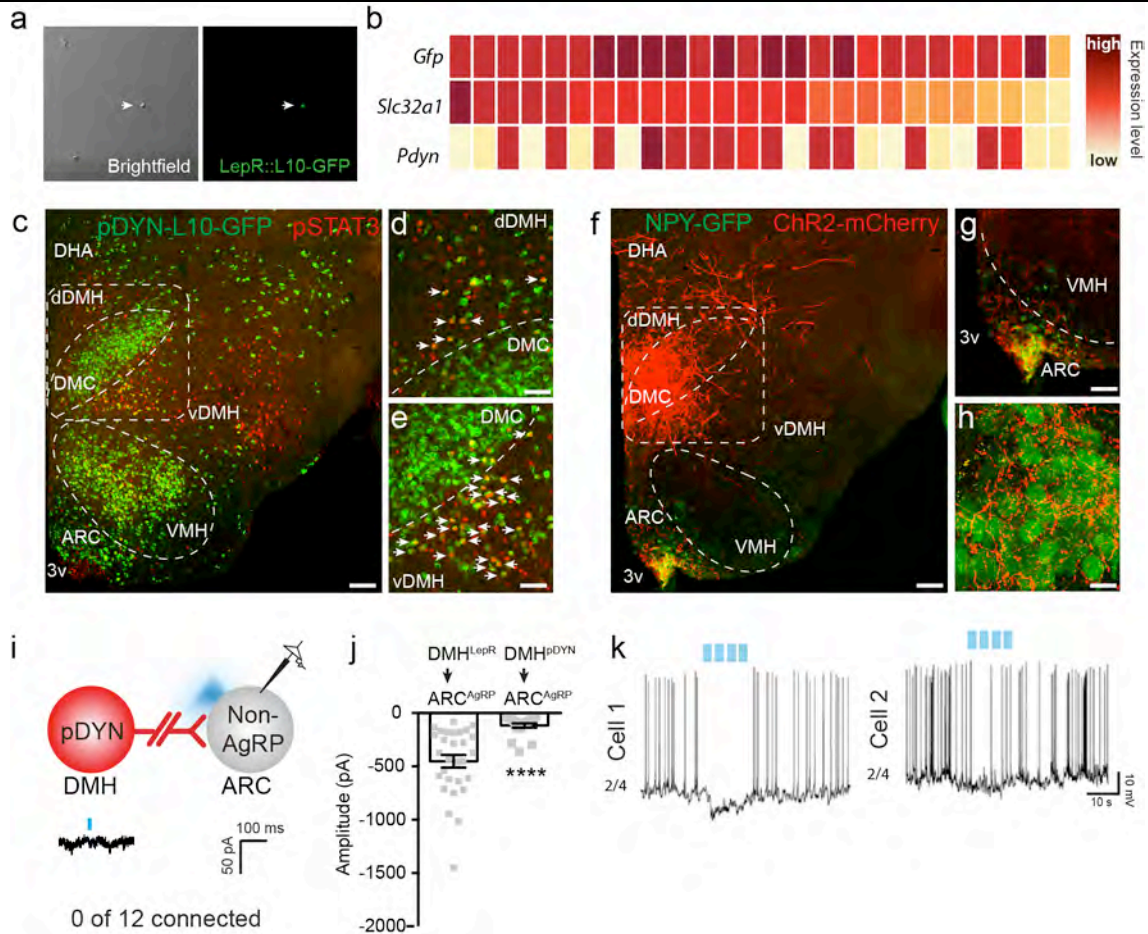 a
Brightfield
LepR::L10-GFP
b
Gfp
Slc32a1
Pdyn
high
low
Expression level
c
pDYN-L10-GFP pSTAT3
DHA
dDMH
DMC
vDMH
VMH
ARC
3v
d
dDMH
DMC
e
DMC
vDMH
f
NPY-GFP ChR2-mCherry
DHA
dDMH
DMC
vDMH
ARC
VMH
3v
g
VMH
3v
ARC
h
i
pDYN
Non-
AgRP
DMH
ARC
100 ms
50 pA
0 of 12 connected
j
DMH^LepR DMH^pDYN
ARC^AgRP ARC^AgRP
0
-500
-1000
-1500
-2000
Amplitude (pA)
****
k
Cell 1
2/4
Cell 2
2/4
10 mV
10 s